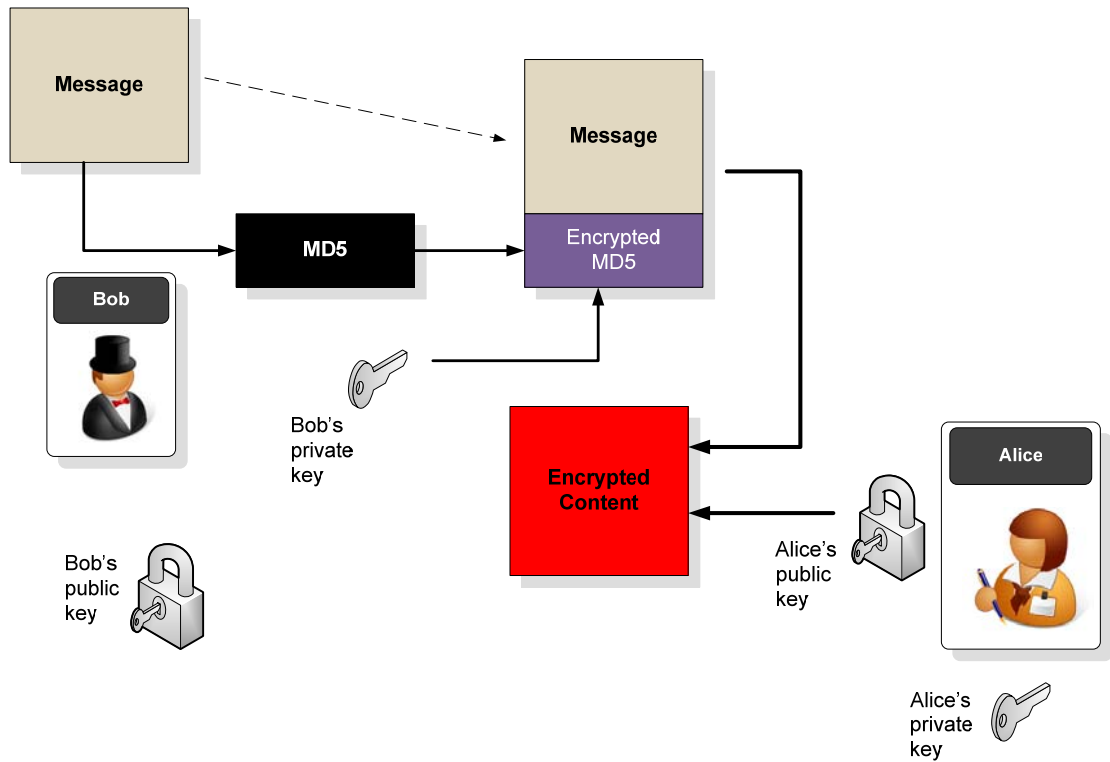 Message
Message
MD5
Encrypted
MD5
Bob
Bob's
private
key
Encrypted
Content
Alice
Bob's
public
key
Alice's
public
key
Alice's
private
key